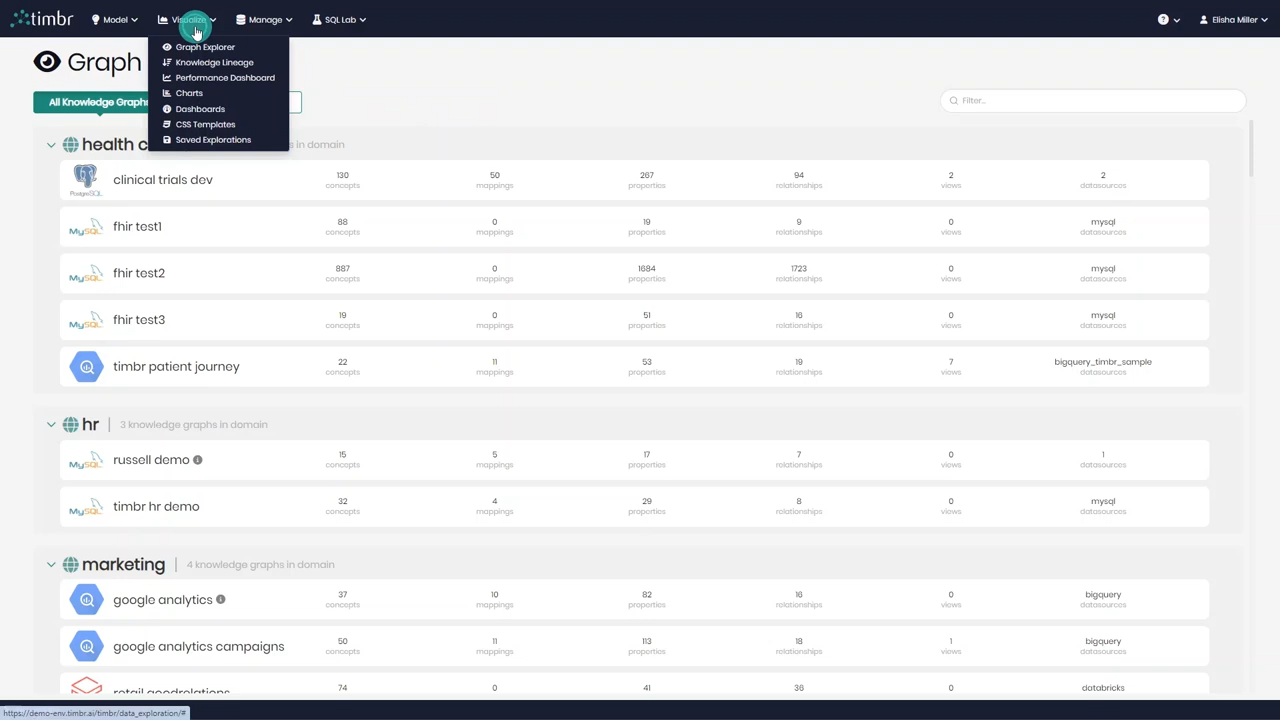 timbr
Model
Visualize
Manage
SQL Lab
?
Elisha Miller
Graph Explorer
Knowledge Lineage
Performance Dashboard
Charts
Dashboards
CSS Templates
Saved Explorations
Graph
All Knowledge Graphs
Filter..
health c
s in domain
PostgreSQL
clinical trials dev
130 concepts
50 mappings
267 properties
94 relationships
2 views
2 datasources
MySQL
fhir test1
88 concepts
0 mappings
19 properties
9 relationships
0 views
mysql datasources
MySQL
fhir test2
887 concepts
0 mappings
1684 properties
1723 relationships
0 views
mysql datasources
MySQL
fhir test3
19 concepts
0 mappings
51 properties
16 relationships
0 views
mysql datasources
timbr patient journey
22 concepts
11 mappings
53 properties
19 relationships
7 views
bigquery_timbr_sample datasources
hr | 3 knowledge graphs in domain
MySQL
russell demo
15 concepts
5 mappings
17 properties
7 relationships
0 views
1 datasources
MySQL
timbr hr demo
32 concepts
4 mappings
29 properties
8 relationships
0 views
mysql datasources
marketing | 4 knowledge graphs in domain
google analytics
37 concepts
10 mappings
82 properties
16 relationships
0 views
bigquery datasources
google analytics campaigns
50 concepts
11 mappings
113 properties
18 relationships
1 views
bigquery datasources
retail goodrelations
74
0
41
36
0
databricks
https://demo-env.timbr.ai/timbr/data_exploration/#